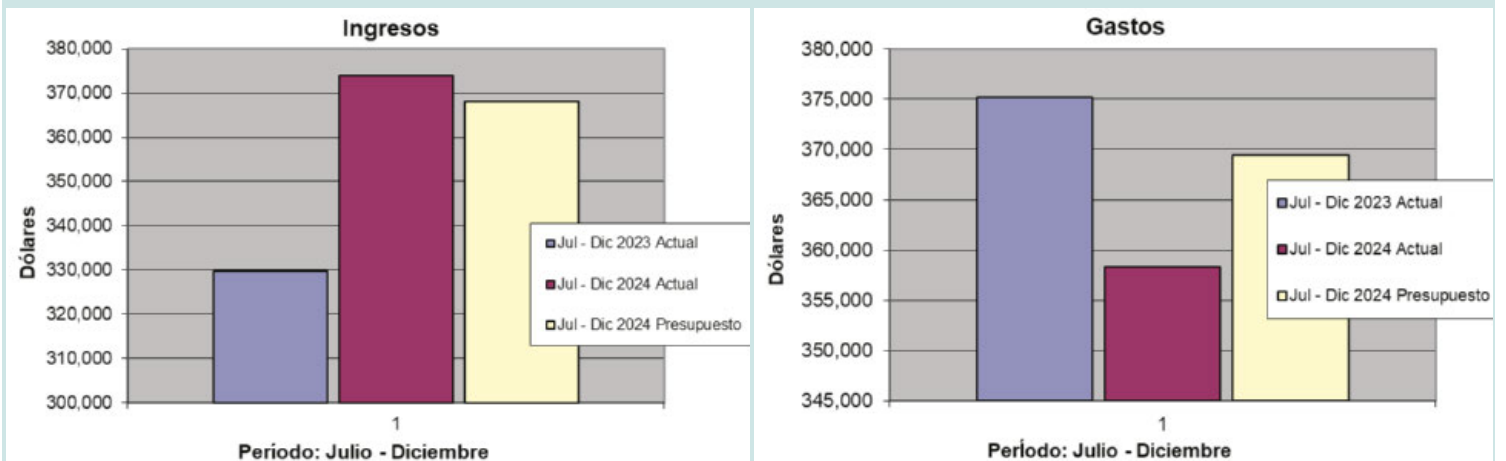 Ingresos
380,000
370,000
360,000
350,000
340,000
330,000
320,000
310,000
300,000
Dólares
1
Período: Julio - Diciembre
Jul - Dic 2023 Actual
Jul - Dic 2024 Actual
Jul - Dic 2024 Presupuesto
Gastos
380,000
375,000
370,000
365,000
360,000
355,000
350,000
345,000
Dólares
1
PerÍodo: Julio - Diciembre
Jul - Dic 2023 Actual
Jul - Dic 2024 Actual
Jul - Dic 2024 Presupuesto